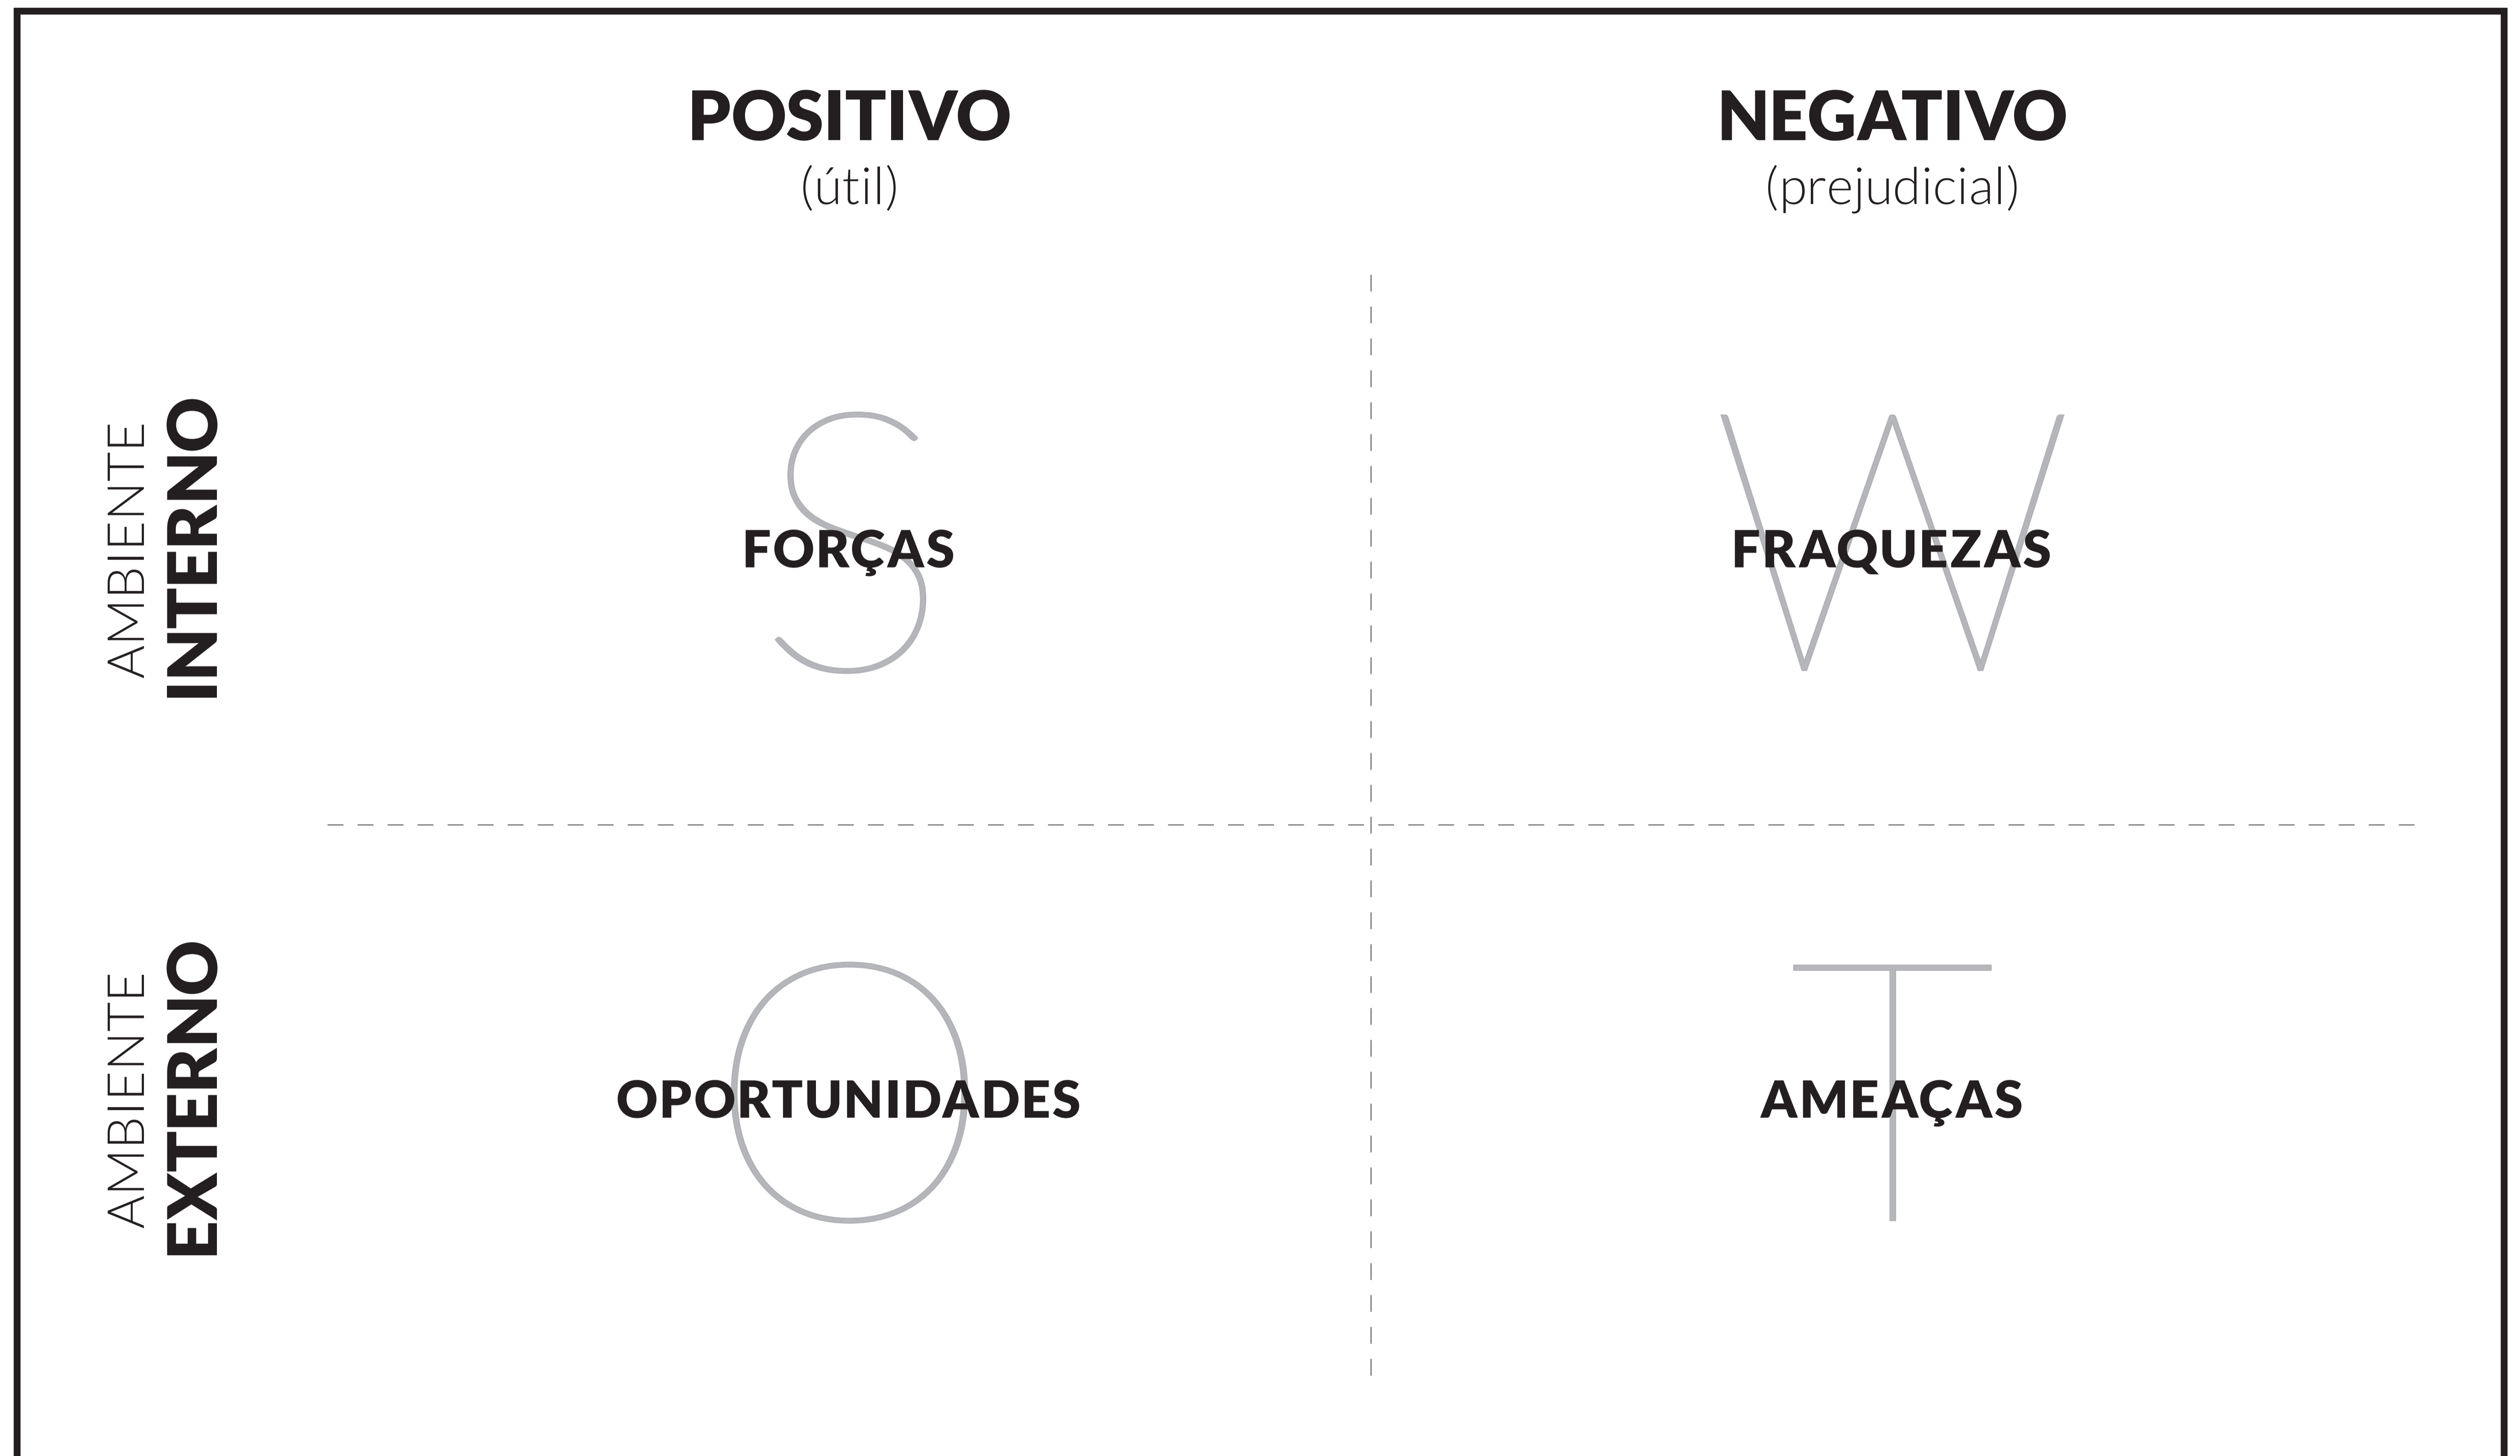 POSITIVO
(útil)
NEGATIVO
(prejudicial)
AMBIENTE
INTERNO
S
FORÇAS
W
FRAQUEZAS
AMBIENTE
EXTERNO
O
OPORTUNIDADES
T
AMEAÇAS